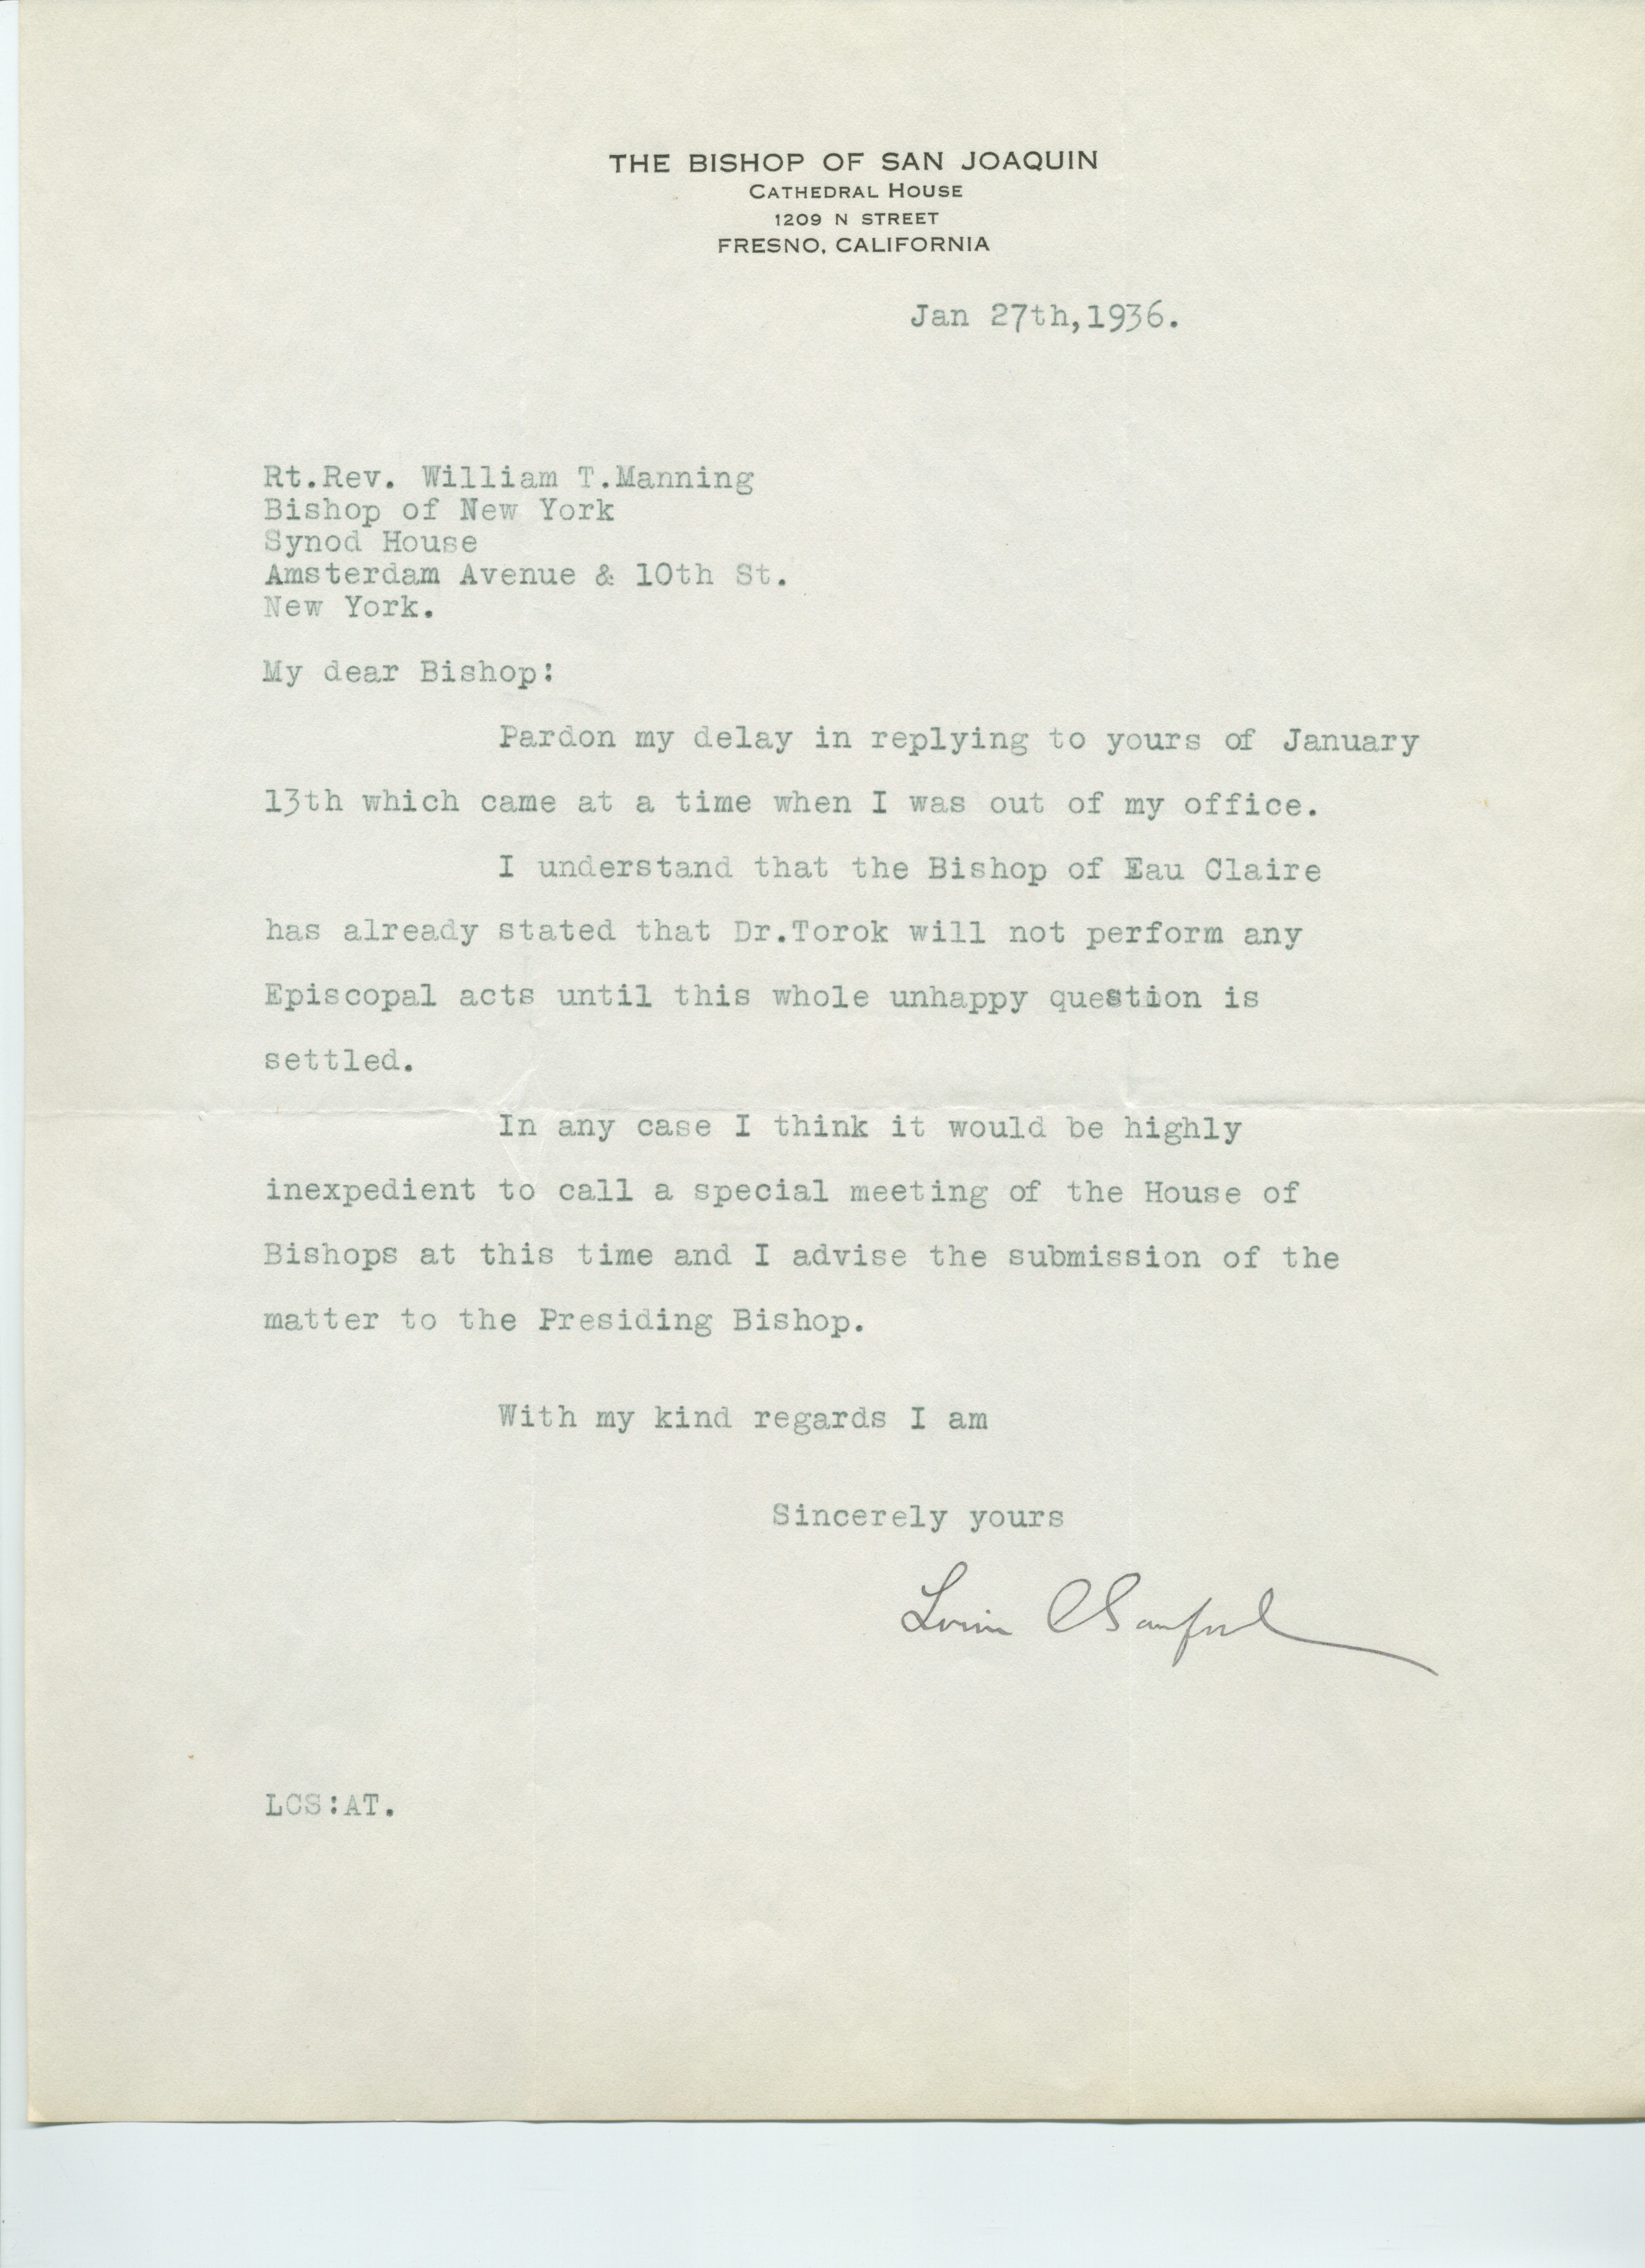 THE BISHOP OF SAN JOAQUIN
CATHEDRAL HOUSE
1209 N STREET
FRESNO, CALIFORNIA
Jan 27th,1936.
Rt.Rev. William T.Manning
Bishop of New York
Synod House
Amsterdam Avenue & 10th St.
New York.
My dear Bishop:
Pardon my delay in replying to yours of January
13th which came at a time when I was out of my office.
I understand that the Bishop of Eau Claire
has already stated that Dr.Torok will not perform any
Episcopal acts until this whole unhappy question is
settled.
In any case I think it would be highly
inexpedient to call a special meeting of the House of
Bishops at this time and I advise the submission of the
matter to the Presiding Bishop.
With my kind regards I am
Sincerely yours
Louis C Sanford
LCS:AT.